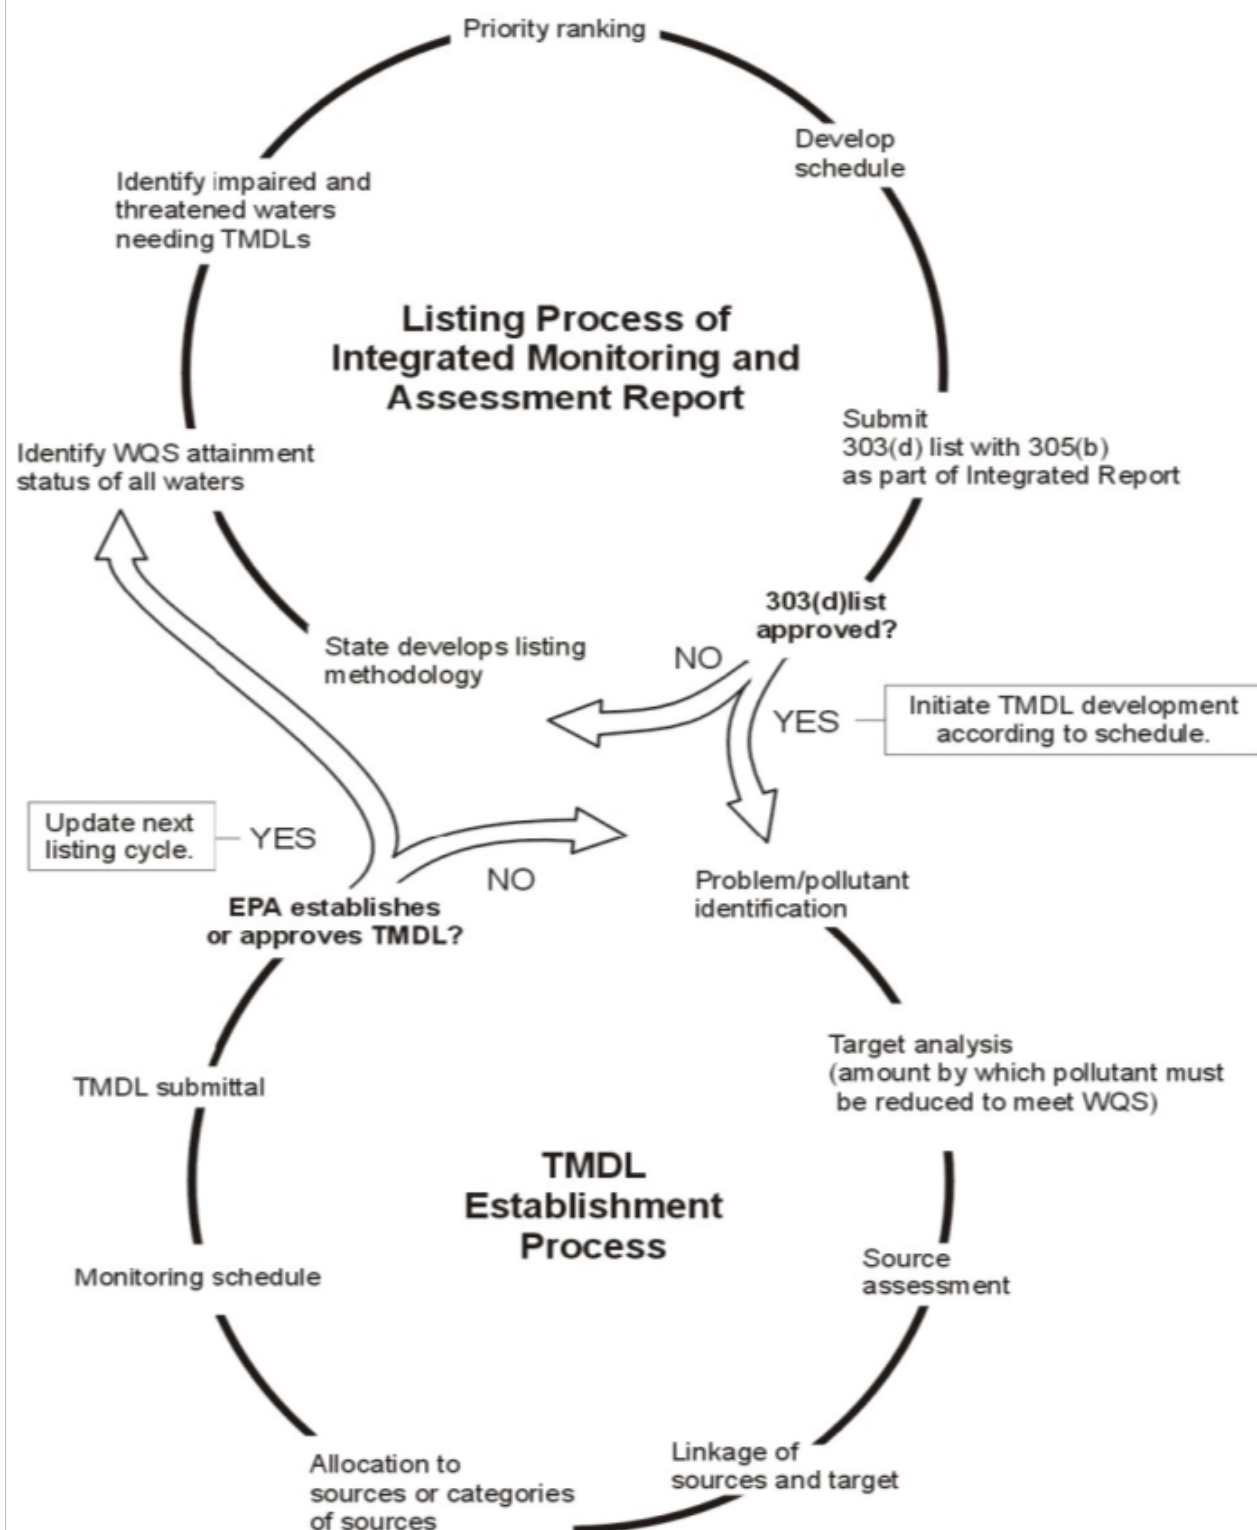 Priority ranking
Develop
schedule
Identify impaired and
threatened waters
needing TMDLs
Listing Process of
Integrated Monitoring and
Assessment Report
Submit
303(d) list with 305(b)
as part of Integrated Report
Identify WQS attainment
status of all waters
303(d)list
approved?
State develops listing
methodology
NO
YES
Initiate TMDL development
according to schedule.
Update next
listing cycle.
YES
NO
Problem/pollutant
identification
EPA establishes
or approves TMDL?
Target analysis
(amount by which pollutant must
be reduced to meet WQS)
TMDL submittal
TMDL
Establishment
Process
Source
assessment
Monitoring schedule
Linkage of
sources and target
Allocation to
sources or categories
of sources